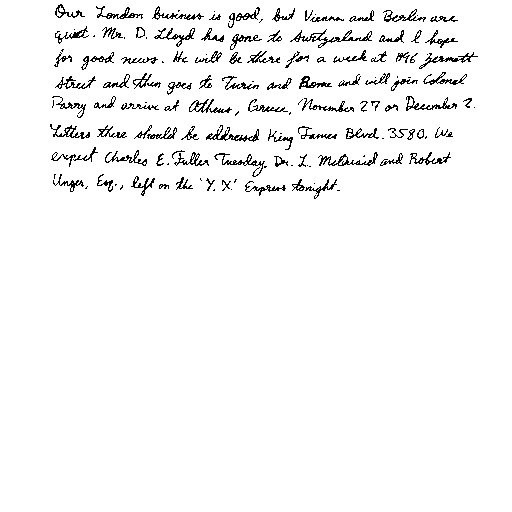 Our London business is good, but Vienna and Berlin are
quiet. Mr. D. Lloyd has gone to Switzerland and I hope
for good news. He will be there for a week at 1496 Zermott
Street and then goes to Turin and Rome and will join Colonel
Parry and arrive at Athens, Greece, November 27 or December 2.
Letters there should be addressed King James Blvd. 3580. We
expect Charles E. Fuller Tuesday. Dr. L. McQuaid and Robert
Unger, Esq., left on the 'Y. X.' Express tonight.